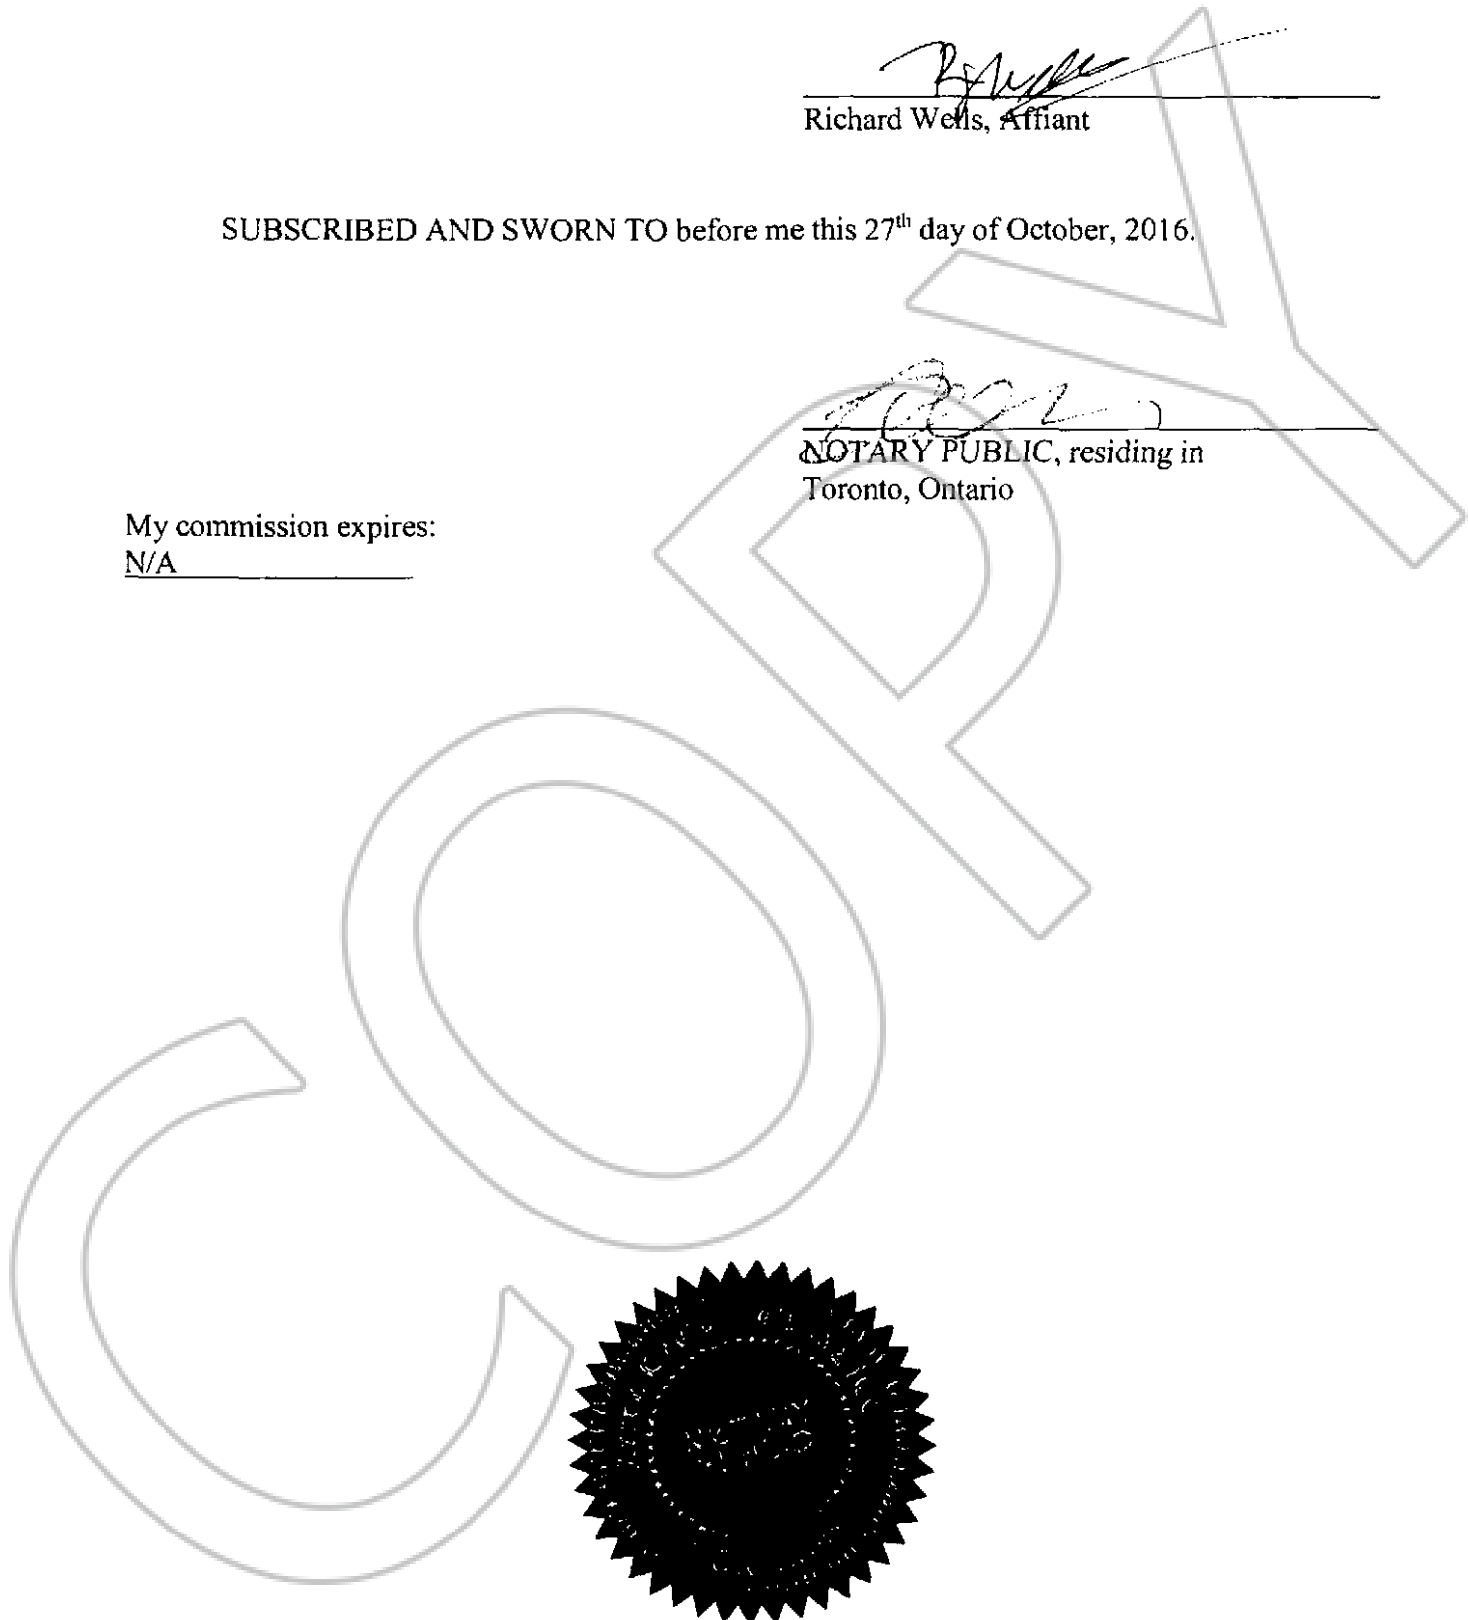 Richard Wells, Affiant
SUBSCRIBED AND SWORN TO before me this 27th day of October, 2016.
NOTARY PUBLIC, residing in
Toronto, Ontario
My commission expires:
N/A
COPY